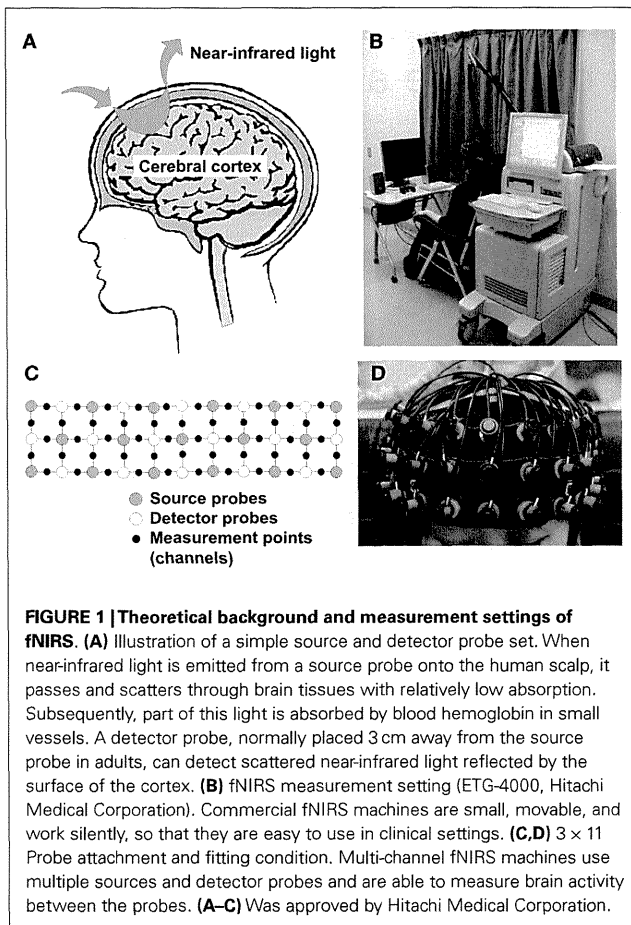 A
Near-infrared light
Cerebral cortex
B
C
Source probes
Detector probes
Measurement points
(channels)
D
FIGURE 1 | Theoretical background and measurement settings of
fNIRS. (A) Illustration of a simple source and detector probe set. When
near-infrared light is emitted from a source probe onto the human scalp, it
passes and scatters through brain tissues with relatively low absorption.
Subsequently, part of this light is absorbed by blood hemoglobin in small
vessels. A detector probe, normally placed 3 cm away from the source
probe in adults, can detect scattered near-infrared light reflected by the
surface of the cortex. (B) fNIRS measurement setting (ETG-4000, Hitachi
Medical Corporation). Commercial fNIRS machines are small, movable, and
work silently, so that they are easy to use in clinical settings. (C,D) 3 × 11
Probe attachment and fitting condition. Multi-channel fNIRS machines use
multiple sources and detector probes and are able to measure brain activity
between the probes. (A–C) Was approved by Hitachi Medical Corporation.